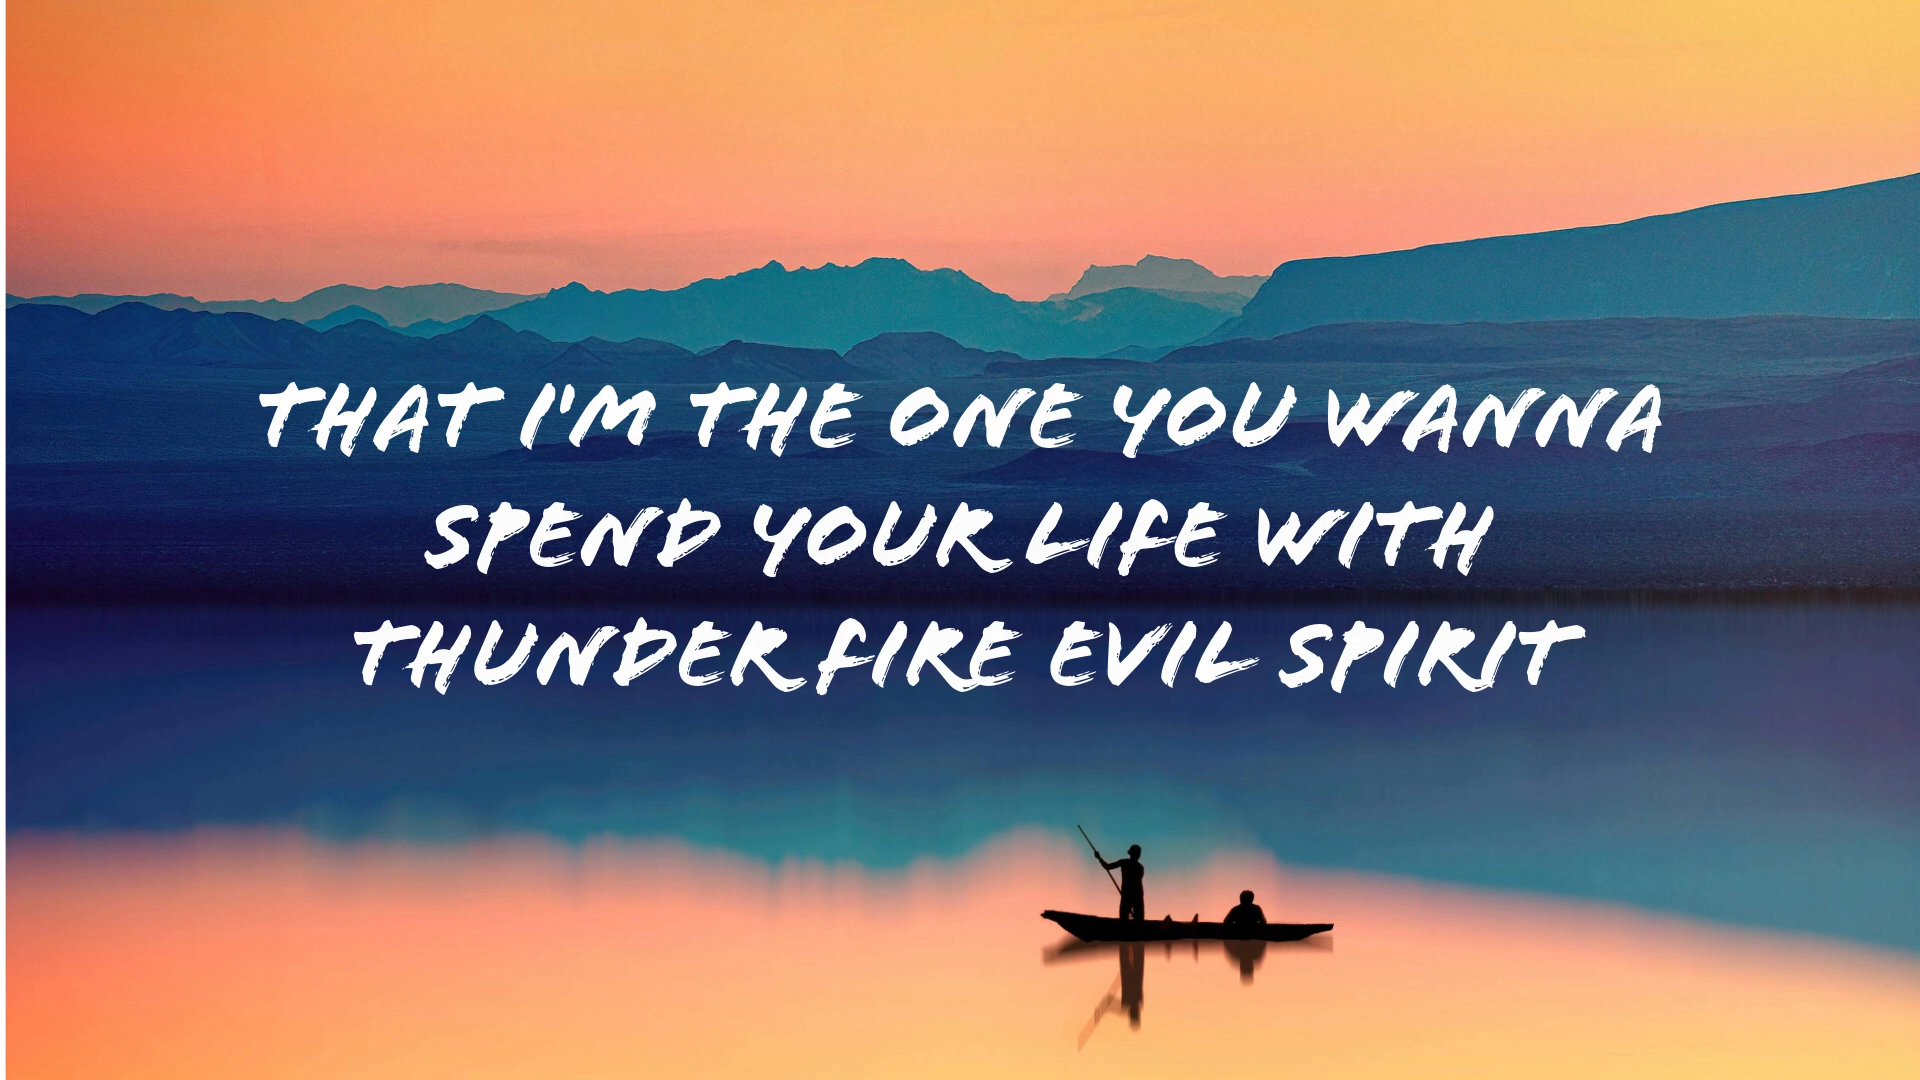 THAT I'M THE ONE YOU WANNA
SPEND YOUR LIFE WITH
THUNDER FIRE EVIL SPIRIT